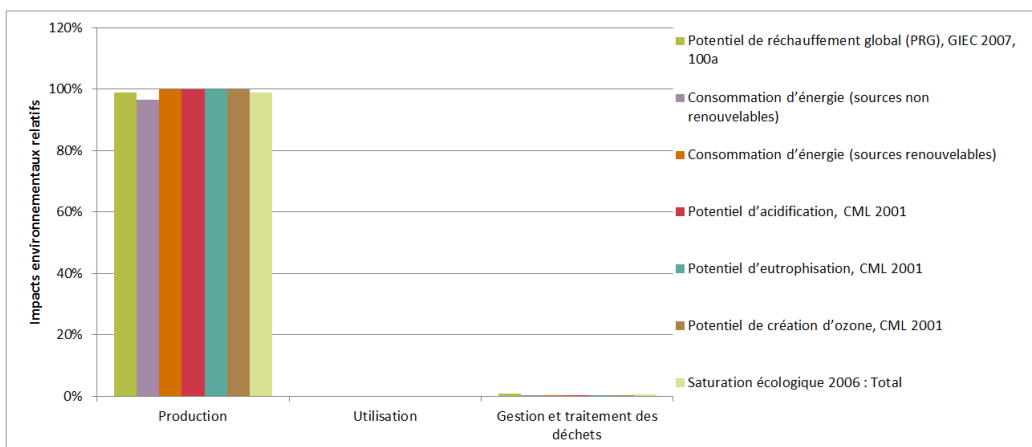 120%
100%
80%
60%
40%
20%
0%
Impacts environnementaux relatifs
Production
Utilisation
Gestion et traitement des
déchets
Potentiel de réchauffement global (PRG), GIEC 2007,
100a
Consommation d’énergie (sources non
renouvelables)
Consommation d’énergie (sources renouvelables)
Potentiel d’acidification, CML 2001
Potentiel d’eutrophisation, CML 2001
Potentiel de création d’ozone, CML 2001
Saturation écologique 2006 : Total